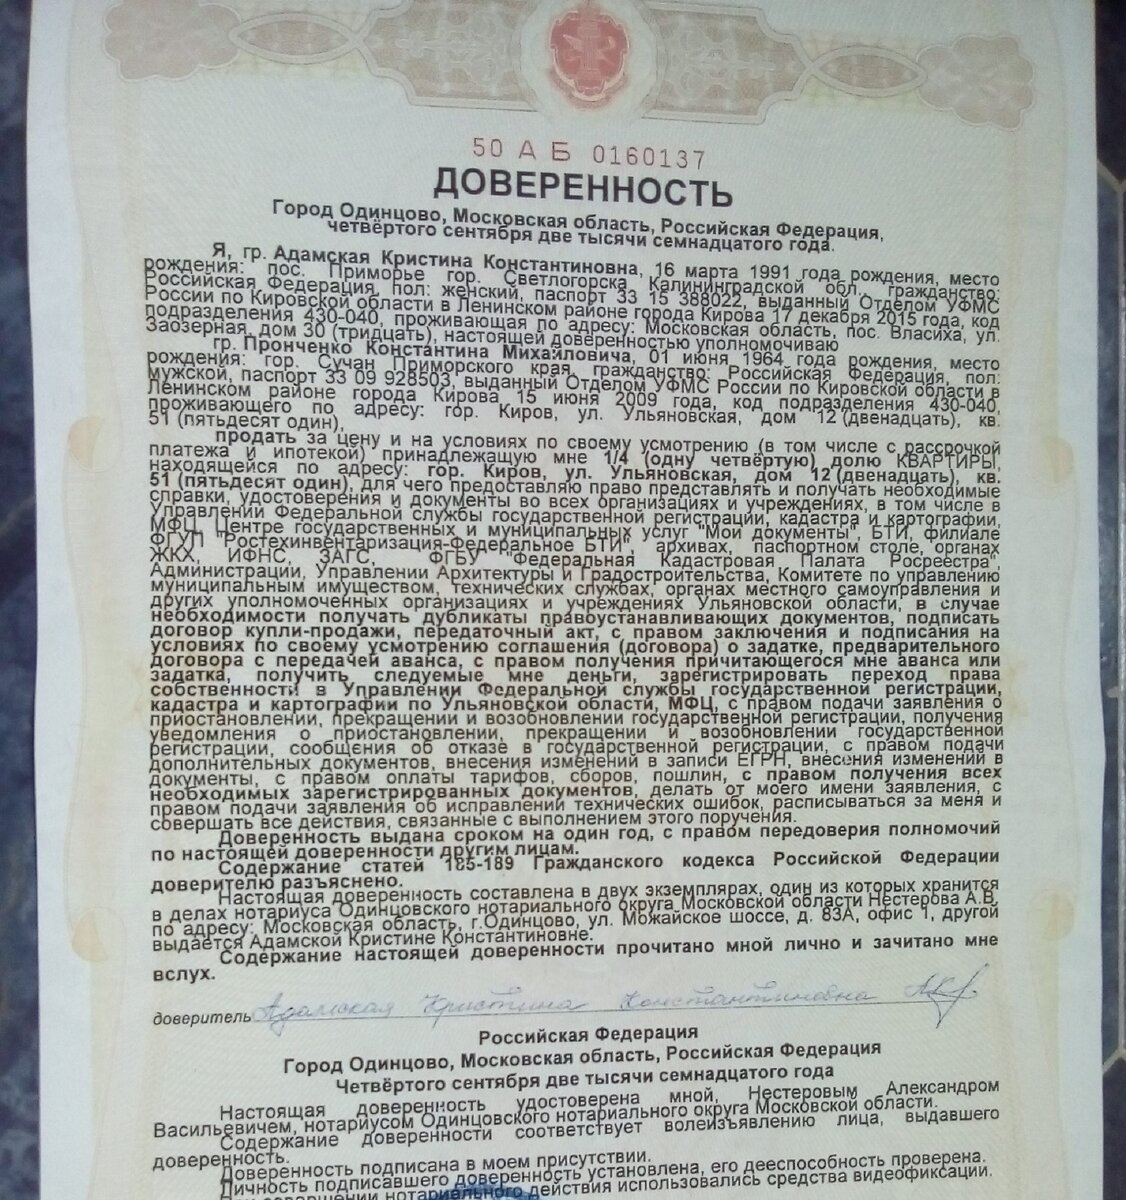 50 А Б 0160137
ДОВЕРЕННОСТЬ
Город Одинцово, Московская область, Российская Федерация,
четвёртого сентября две тысячи семнадцатого года.
Я, гр. Адамская Кристина Константиновна, 16 марта 1991 года рождения, место
рождения: пос. Приморье гор. Светлогорска Калининградской обл., гражданство:
Российская Федерация, пол: женский, паспорт 33 15 388022, выданный Отделом УФМС
России по Кировской области в Ленинском районе города Кирова 17 декабря 2015 года, код
подразделения 430-040, проживающая по адресу: Московская область, пос. Власиха, ул.
Заозерная, дом 30 (тридцать), настоящей доверенностью уполномочиваю
гр. Пронченко Константина Михайловича, 01 июня 1964 года рождения, место
рождения: гор. Сучан Приморского края, гражданство: Российская Федерация, пол:
мужской, паспорт 33 09 928503, выданный Отделом УФМС России по Кировской области в
Ленинском районе города Кирова 15 июня 2009 года, код подразделения 430-040,
проживающего по адресу: гор. Киров, ул. Ульяновская, дом 12 (двенадцать), кв.
51 (пятьдесят один),
продать за цену и на условиях по своему усмотрению (в том числе с рассрочкой
платежа и ипотекой) принадлежащую мне 1/4 (одну четвёртую) долю КВАРТИРЫ,
находящейся по адресу: гор. Киров, ул. Ульяновская, дом 12 (двенадцать), кв.
51 (пятьдесят один), для чего предоставляю право представлять и получать необходимые
справки, удостоверения и документы во всех организациях и учреждениях, в том числе в
Управлении Федеральной службы государственной регистрации, кадастра и картографии,
МФЦ, Центре государственных и муниципальных услуг "Мои документы", БТИ, филиале
ФГУП "Ростехинвентаризация-Федеральное БТИ", архивах, паспортном столе, органах
ЖКХ, ИФНС, ЗАГС, ФГБУ "Федеральная Кадастровая Палата Росреестра",
Администрации, Управлении Архитектуры и Градостроительства, Комитете по управлению
муниципальным имуществом, технических службах, органах местного самоуправления и
других уполномоченных организациях и учреждениях Ульяновской области, в случае
необходимости получать дубликаты правоустанавливающих документов, подписать
договор купли-продажи, передаточный акт, с правом заключения и подписания на
условиях по своему усмотрению соглашения (договора) о задатке, предварительного
договора с передачей аванса, с правом получения причитающегося мне аванса или
задатка, получить следуемые мне деньги, зарегистрировать переход права
собственности в Управлении Федеральной службы государственной регистрации,
кадастра и картографии по Ульяновской области, МФЦ, с правом подачи заявления о
приостановлении, прекращении и возобновлении государственной регистрации, получения
уведомления о приостановлении, прекращении и возобновлении государственной
регистрации, сообщения об отказе в государственной регистрации, с правом подачи
дополнительных документов, внесения изменений в записи ЕГРН, внесения изменений в
документы, с правом оплаты тарифов, сборов, пошлин, с правом получения всех
необходимых зарегистрированных документов, делать от моего имени заявления, с
правом подачи заявления об исправлении технических ошибок, расписываться за меня и
совершать все действия, связанные с выполнением этого поручения.
Доверенность выдана сроком на один год, с правом передоверия полномочий
по настоящей доверенности другим лицам.
Содержание статей 185-189 Гражданского кодекса Российской Федерации
доверителю разъяснено.
Настоящая доверенность составлена в двух экземплярах, один из которых хранится
в делах нотариуса Одинцовского нотариального округа Московской области Нестерова А.В.
по адресу: Московская область, г.Одинцово, ул. Можайское шоссе, д. 83А, офис 1, другой
выдается Адамской Кристине Константиновне.
Содержание настоящей доверенности прочитано мной лично и зачитано мне
вслух.
доверитель Адамская Кристина Константиновна
Российская Федерация
Город Одинцово, Московская область, Российская Федерация
Четвёртого сентября две тысячи семнадцатого года
Настоящая доверенность удостоверена мной, Нестеровым Александром
Васильевичем, нотариусом Одинцовского нотариального округа Московской области.
Содержание доверенности соответствует волеизъявлению лица, выдавшего
доверенность.
Доверенность подписана в моем присутствии.
Личность подписавшего доверенность установлена, его дееспособность проверена.
При совершении нотариального действия использовались средства видеофиксации.